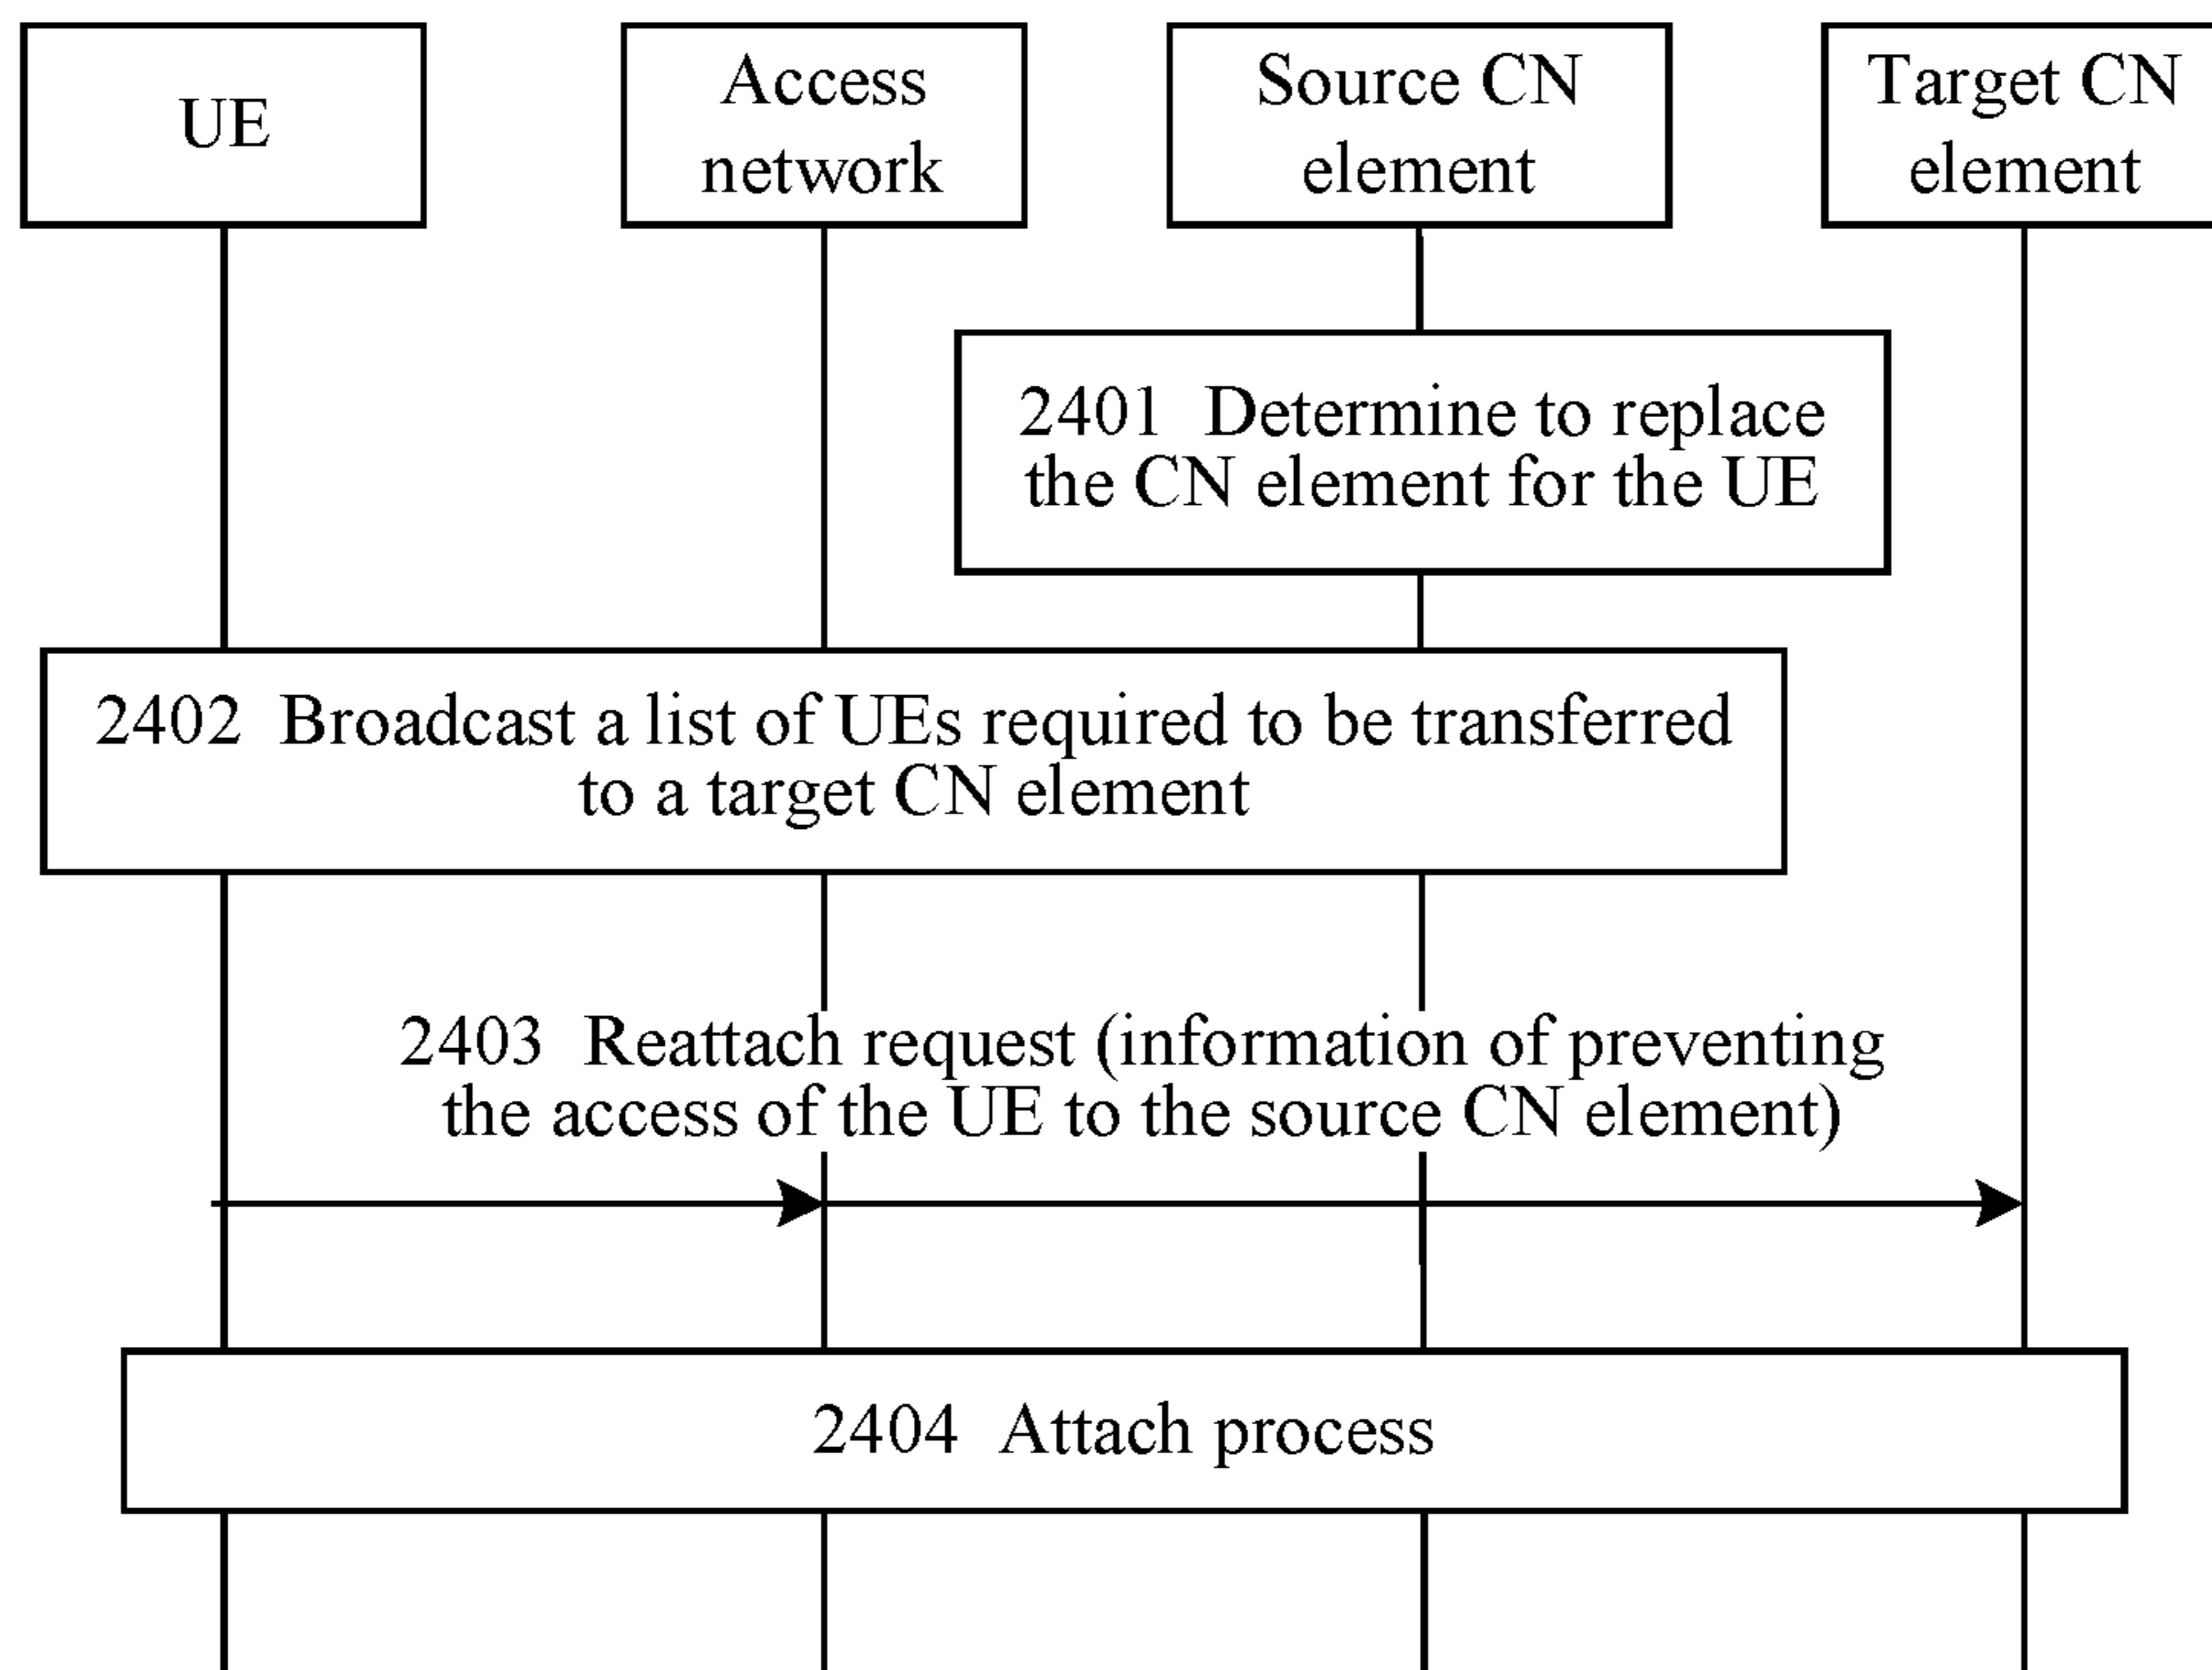 UE
Access
network
Source CN
element
Target CN
element
2401 Determine to replace
the CN element for the UE
2402 Broadcast a list of UEs required to be transferred
to a target CN element
2403 Reattach request (information of preventing
the access of the UE to the source CN element)
2404 Attach process